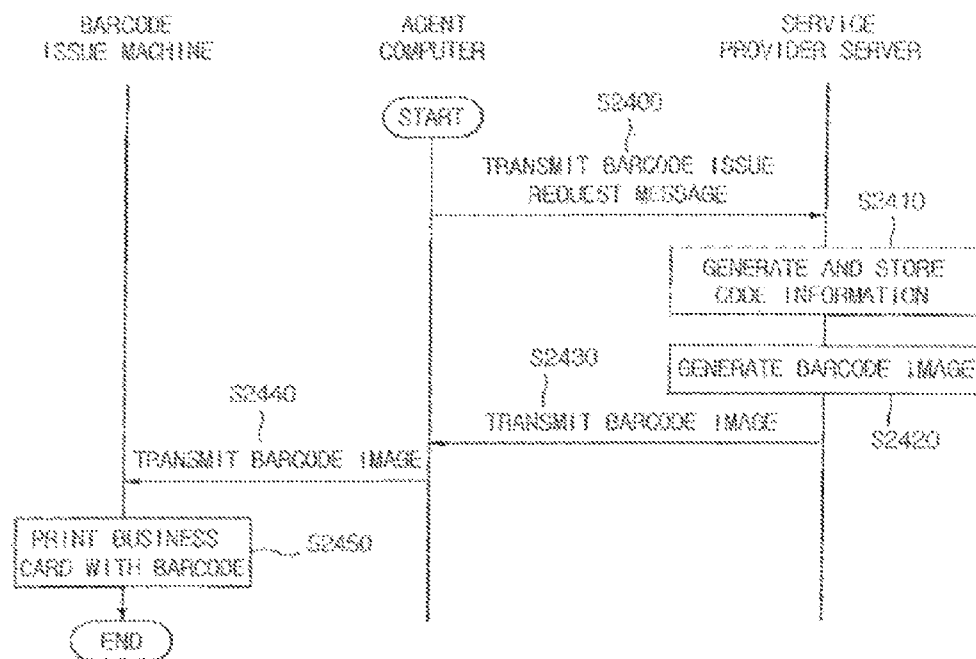 BARCODE
ISSUE MACHINE
AGENT
COMPUTER
SERVICE
PROVIDER SERVER
START
S2400
TRANSMIT BARCODE ISSUE
REQUEST MESSAGE
S2410
GENERATE AND STORE
CODE INFORMATION
GENERATE BARCODE IMAGE
S2420
S2430
TRANSMIT BARCODE IMAGE
S2440
TRANSMIT BARCODE IMAGE
PRINT BUSINESS
CARD WITH BARCODE
S2450
END